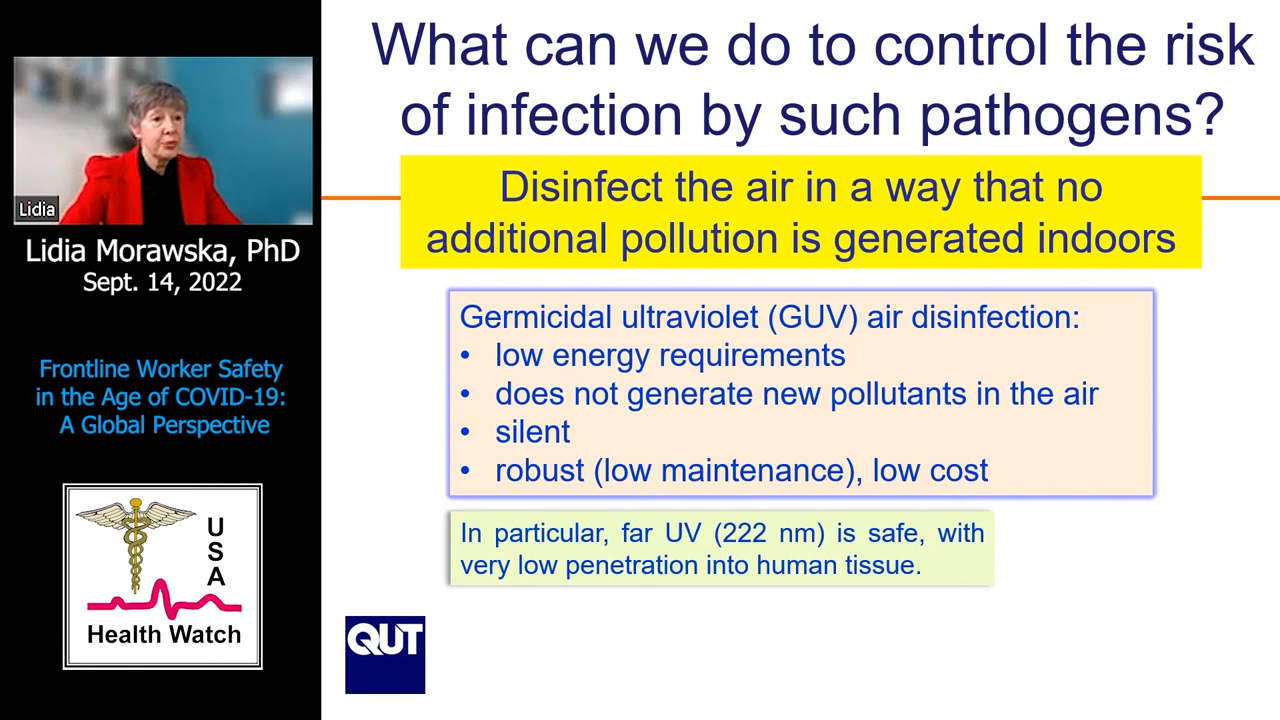 Lidia
Lidia Morawska, PhD
Sept. 14, 2022
Frontline Worker Safety
in the Age of COVID-19:
A Global Perspective
U
S
A
Health Watch
What can we do to control the risk
of infection by such pathogens?
Disinfect the air in a way that no
additional pollution is generated indoors
Germicidal ultraviolet (GUV) air disinfection:
• low energy requirements
• does not generate new pollutants in the air
• silent
• robust (low maintenance), low cost
In particular, far UV (222 nm) is safe, with
very low penetration into human tissue.
QUT